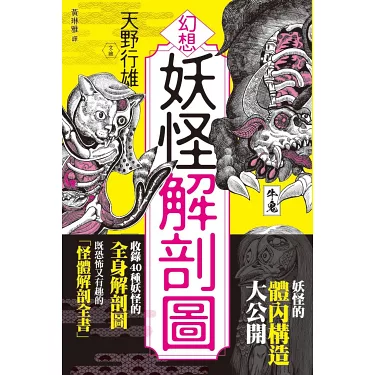 幻想
妖怪解剖圖
天野行雄
文・圖
黃琳雅 譯
牛鬼
妖怪的
體內構造
大公開
收錄40種妖怪的
全身解剖圖
既恐怖又有趣的
「怪體解剖全書」